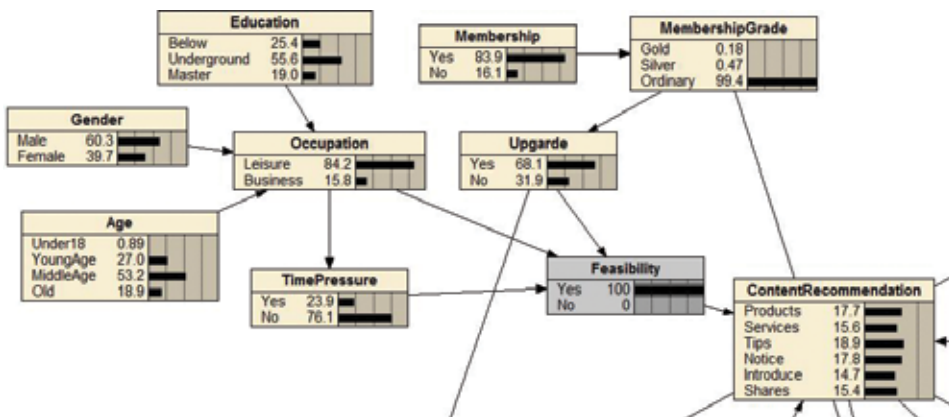 Education
Below 25.4
Underground 55.6
Master 19.0
Membership
Yes 83.9
No 16.1
MembershipGrade
Gold 0.18
Silver 0.47
Ordinary 99.4
Gender
Male 60.3
Female 39.7
Occupation
Leisure 84.2
Business 15.8
Upgarde
Yes 68.1
No 31.9
Age
Under18 0.89
YoungAge 27.0
MiddleAge 53.2
Old 18.9
TimePressure
Yes 23.9
No 76.1
Feasibility
Yes 100
No 0
ContentRecommendation
Products 17.7
Services 15.6
Tips 18.9
Notice 17.8
Introduce 14.7
Shares 15.4